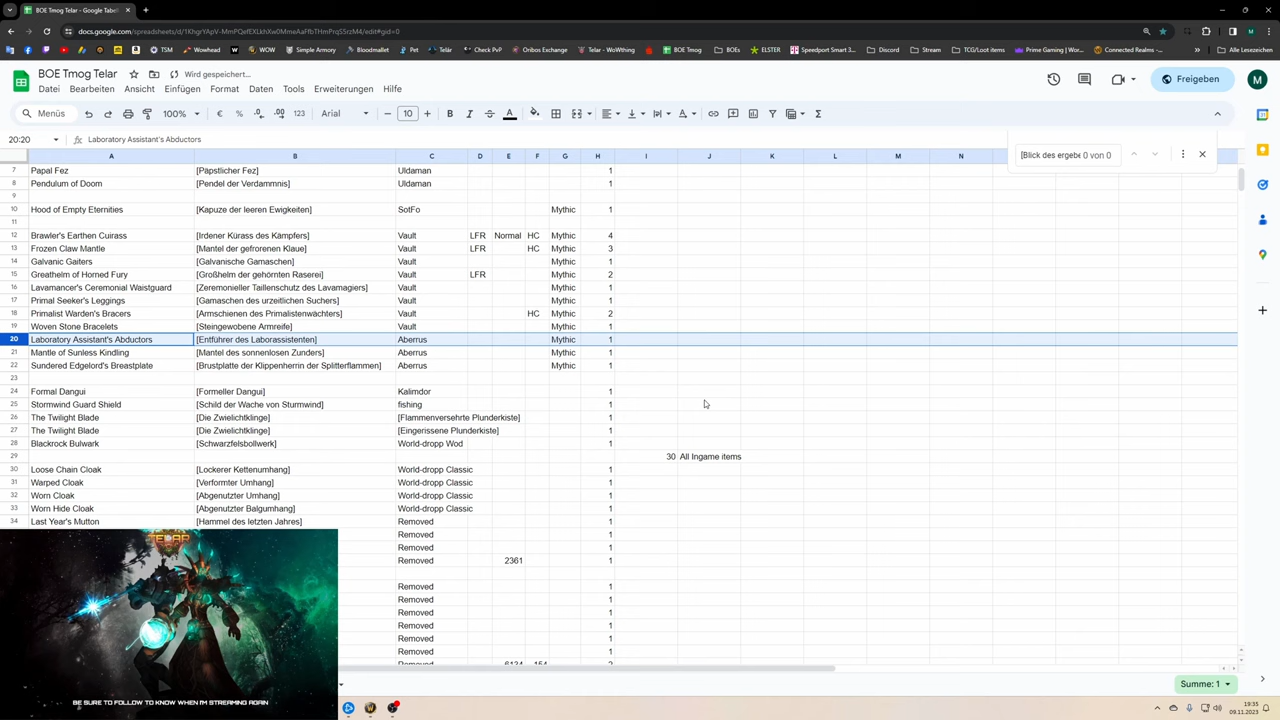 BOE Tmog Telar - Google Tabel
docs.google.com/spreadsheets/d/1KhgrYApV-MmPQefEXLkhXw0MmeAaFfbTHmPrqS5rzM4/edit#gid=0
TSM Wowhead WOW Simple Armory Bloodmallet Pet Telár Check PvP Oribos Exchange Telar - WoWthing BOE Tmog BOEs ELSTER Speedport Smart 3... Discord Stream TCG/Loot items Prime Gaming | Wor... Connected Realms -... Alle Lesezeichen
BOE Tmog Telar Wird gespeichert...
Datei Bearbeiten Ansicht Einfügen Format Daten Tools Erweiterungen Hilfe
Freigeben
M
Menüs 100% € % .0 .00 123 Arial 10 B I A Σ
20:20 fx Laboratory Assistant's Abductors
[Blick des ergebe 0 von 0
A B C D E F G H I J K L M N
7 Papal Fez [Päpstlicher Fez] Uldaman 1
8 Pendulum of Doom [Pendel der Verdammnis] Uldaman 1
9
10 Hood of Empty Eternities [Kapuze der leeren Ewigkeiten] SotFo Mythic 1
11
12 Brawler's Earthen Cuirass [Irdener Kürass des Kämpfers] Vault LFR Normal HC Mythic 4
13 Frozen Claw Mantle [Mantel der gefrorenen Klaue] Vault LFR HC Mythic 3
14 Galvanic Gaiters [Galvanische Gamaschen] Vault Mythic 1
15 Greathelm of Horned Fury [Großhelm der gehörnten Raserei] Vault LFR Mythic 2
16 Lavamancer's Ceremonial Waistguard [Zeremonieller Taillenschutz des Lavamagiers] Vault Mythic 1
17 Primal Seeker's Leggings [Gamaschen des urzeitlichen Suchers] Vault Mythic 1
18 Primalist Warden's Bracers [Armschienen des Primalistenwächters] Vault HC Mythic 2
19 Woven Stone Bracelets [Steingewobene Armreife] Vault Mythic 1
20 Laboratory Assistant's Abductors [Entführer des Laborassistenten] Aberrus Mythic 1
21 Mantle of Sunless Kindling [Mantel des sonnenlosen Zunders] Aberrus Mythic 1
22 Sundered Edgelord's Breastplate [Brustplatte der Klippenherrin der Splitterflammen] Aberrus Mythic 1
23
24 Formal Dangui [Formeller Dangui] Kalimdor 1
25 Stormwind Guard Shield [Schild der Wache von Sturmwind] fishing 1
26 The Twilight Blade [Die Zwielichtklinge] [Flammenversehrte Plunderkiste] 1
27 The Twilight Blade [Die Zwielichtklinge] [Eingerissene Plunderkiste] 1
28 Blackrock Bulwark [Schwarzfelsbollwerk] World-dropp Wod 1
29 30 All Ingame items
30 Loose Chain Cloak [Lockerer Kettenumhang] World-dropp Classic 1
31 Warped Cloak [Verformter Umhang] World-dropp Classic 1
32 Worn Cloak [Abgenutzter Umhang] World-dropp Classic 1
33 Worn Hide Cloak [Abgenutzter Balgumhang] World-dropp Classic 1
34 Last Year's Mutton [Hammel des letzten Jahres] Removed 1
Removed 1
Removed 1
Removed 2361 1
Removed 1
Removed 1
Removed 1
Removed 1
Removed 1
Removed 1
Removed 6134 154 2
TELAR
BE SURE TO FOLLOW TO KNOW WHEN I'M STREAMING AGAIN
Summe: 1
19:35
09.11.2023